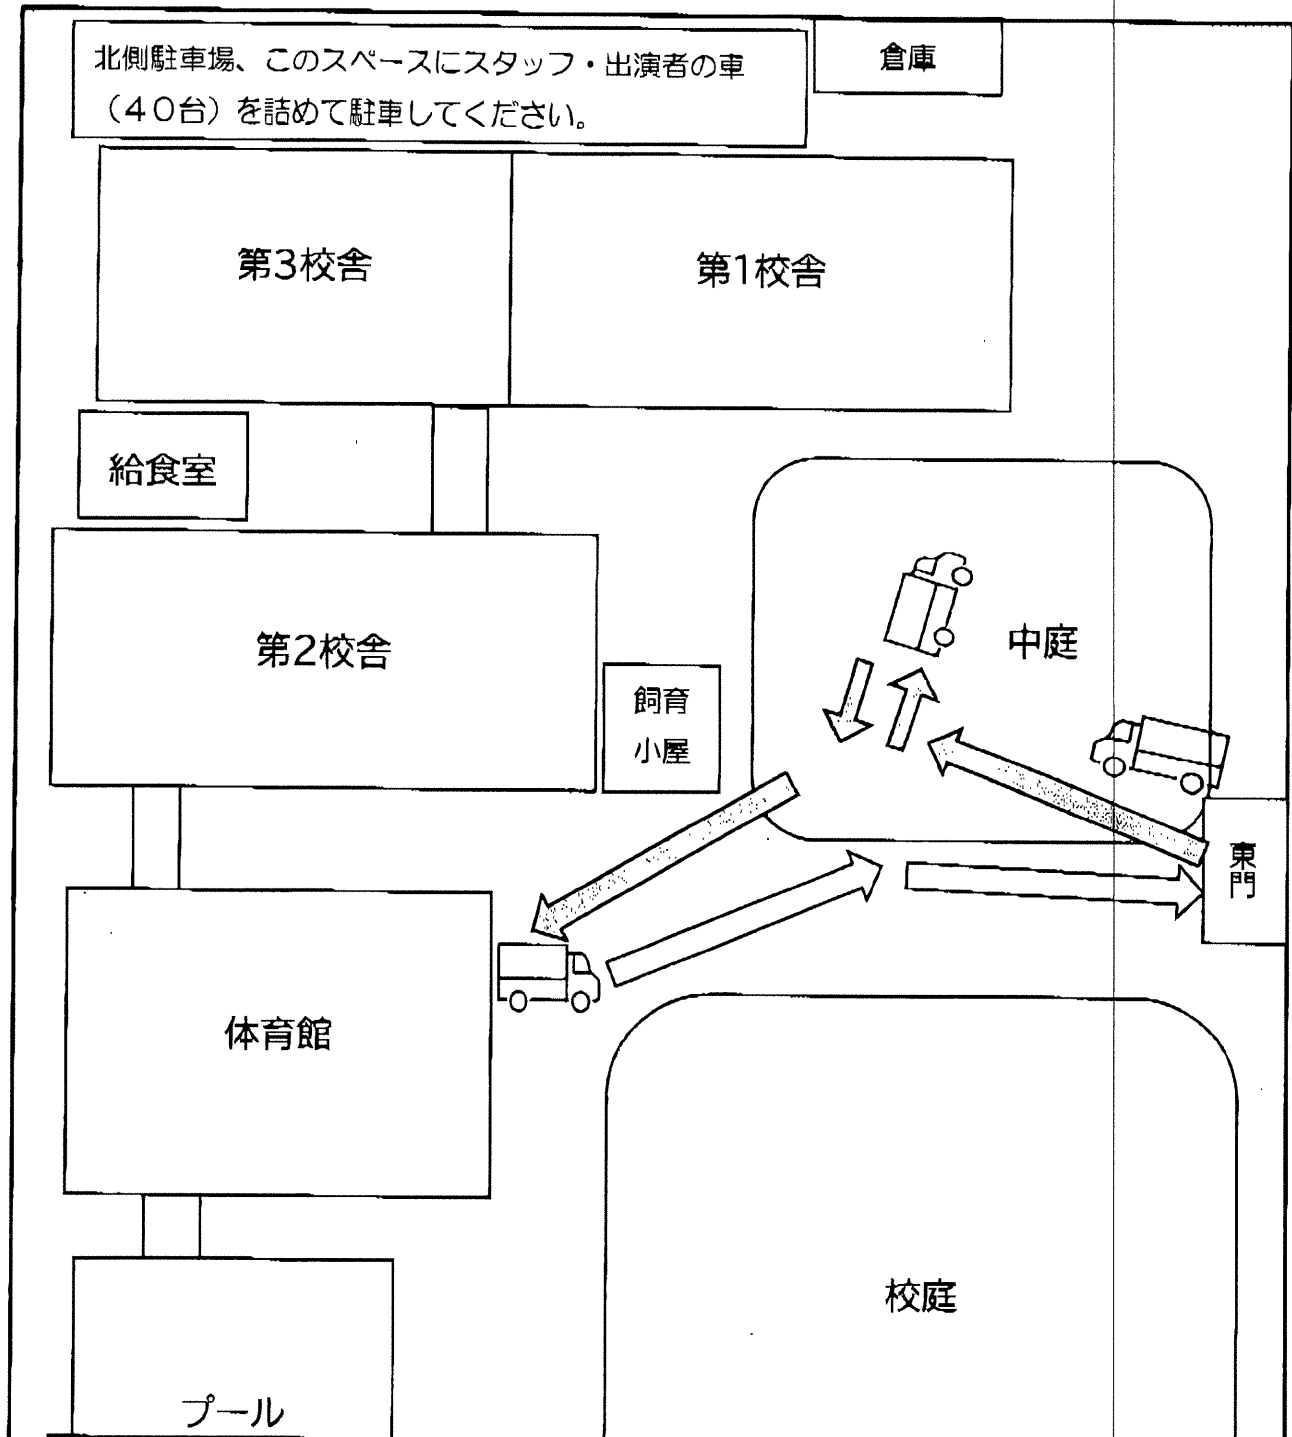 北側駐車場、このスペースにスタッフ・出演者の車
（４０台）を詰めて駐車してください。
倉庫
第3校舎
第1校舎
給食室
第2校舎
飼育
小屋
中庭
東門
体育館
校庭
プール